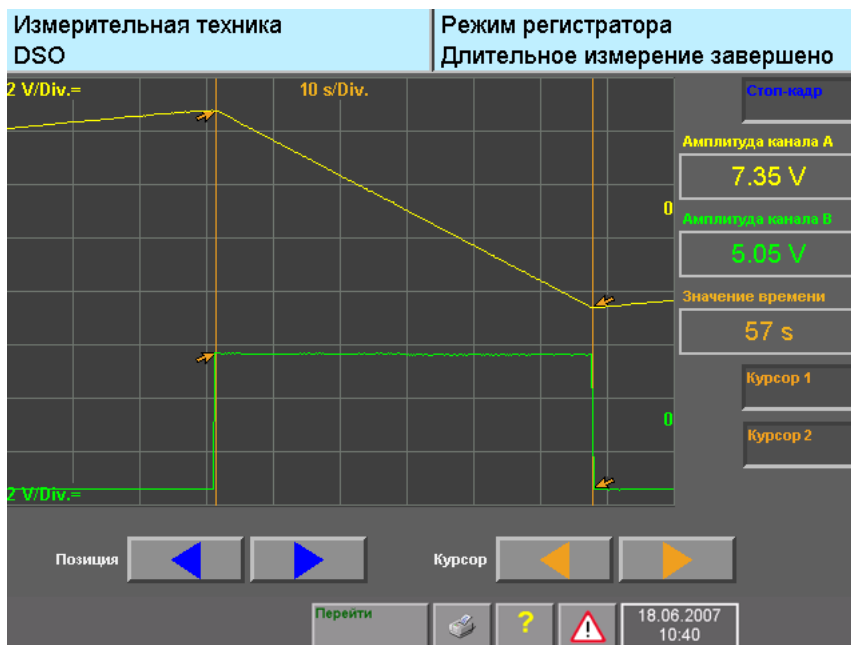 Измерительная техника
DSO
Режим регистратора
Длительное измерение завершено
2 V/Div.=
10 s/Div.
Стоп-кадр
Амплитуда канала А
7.35 V
0
Амплитуда канала В
5.05 V
Значение времени
57 s
Курсор 1
0
Курсор 2
2 V/Div.=
Позиция
Курсор
Перейти
?
!
18.06.2007
10:40